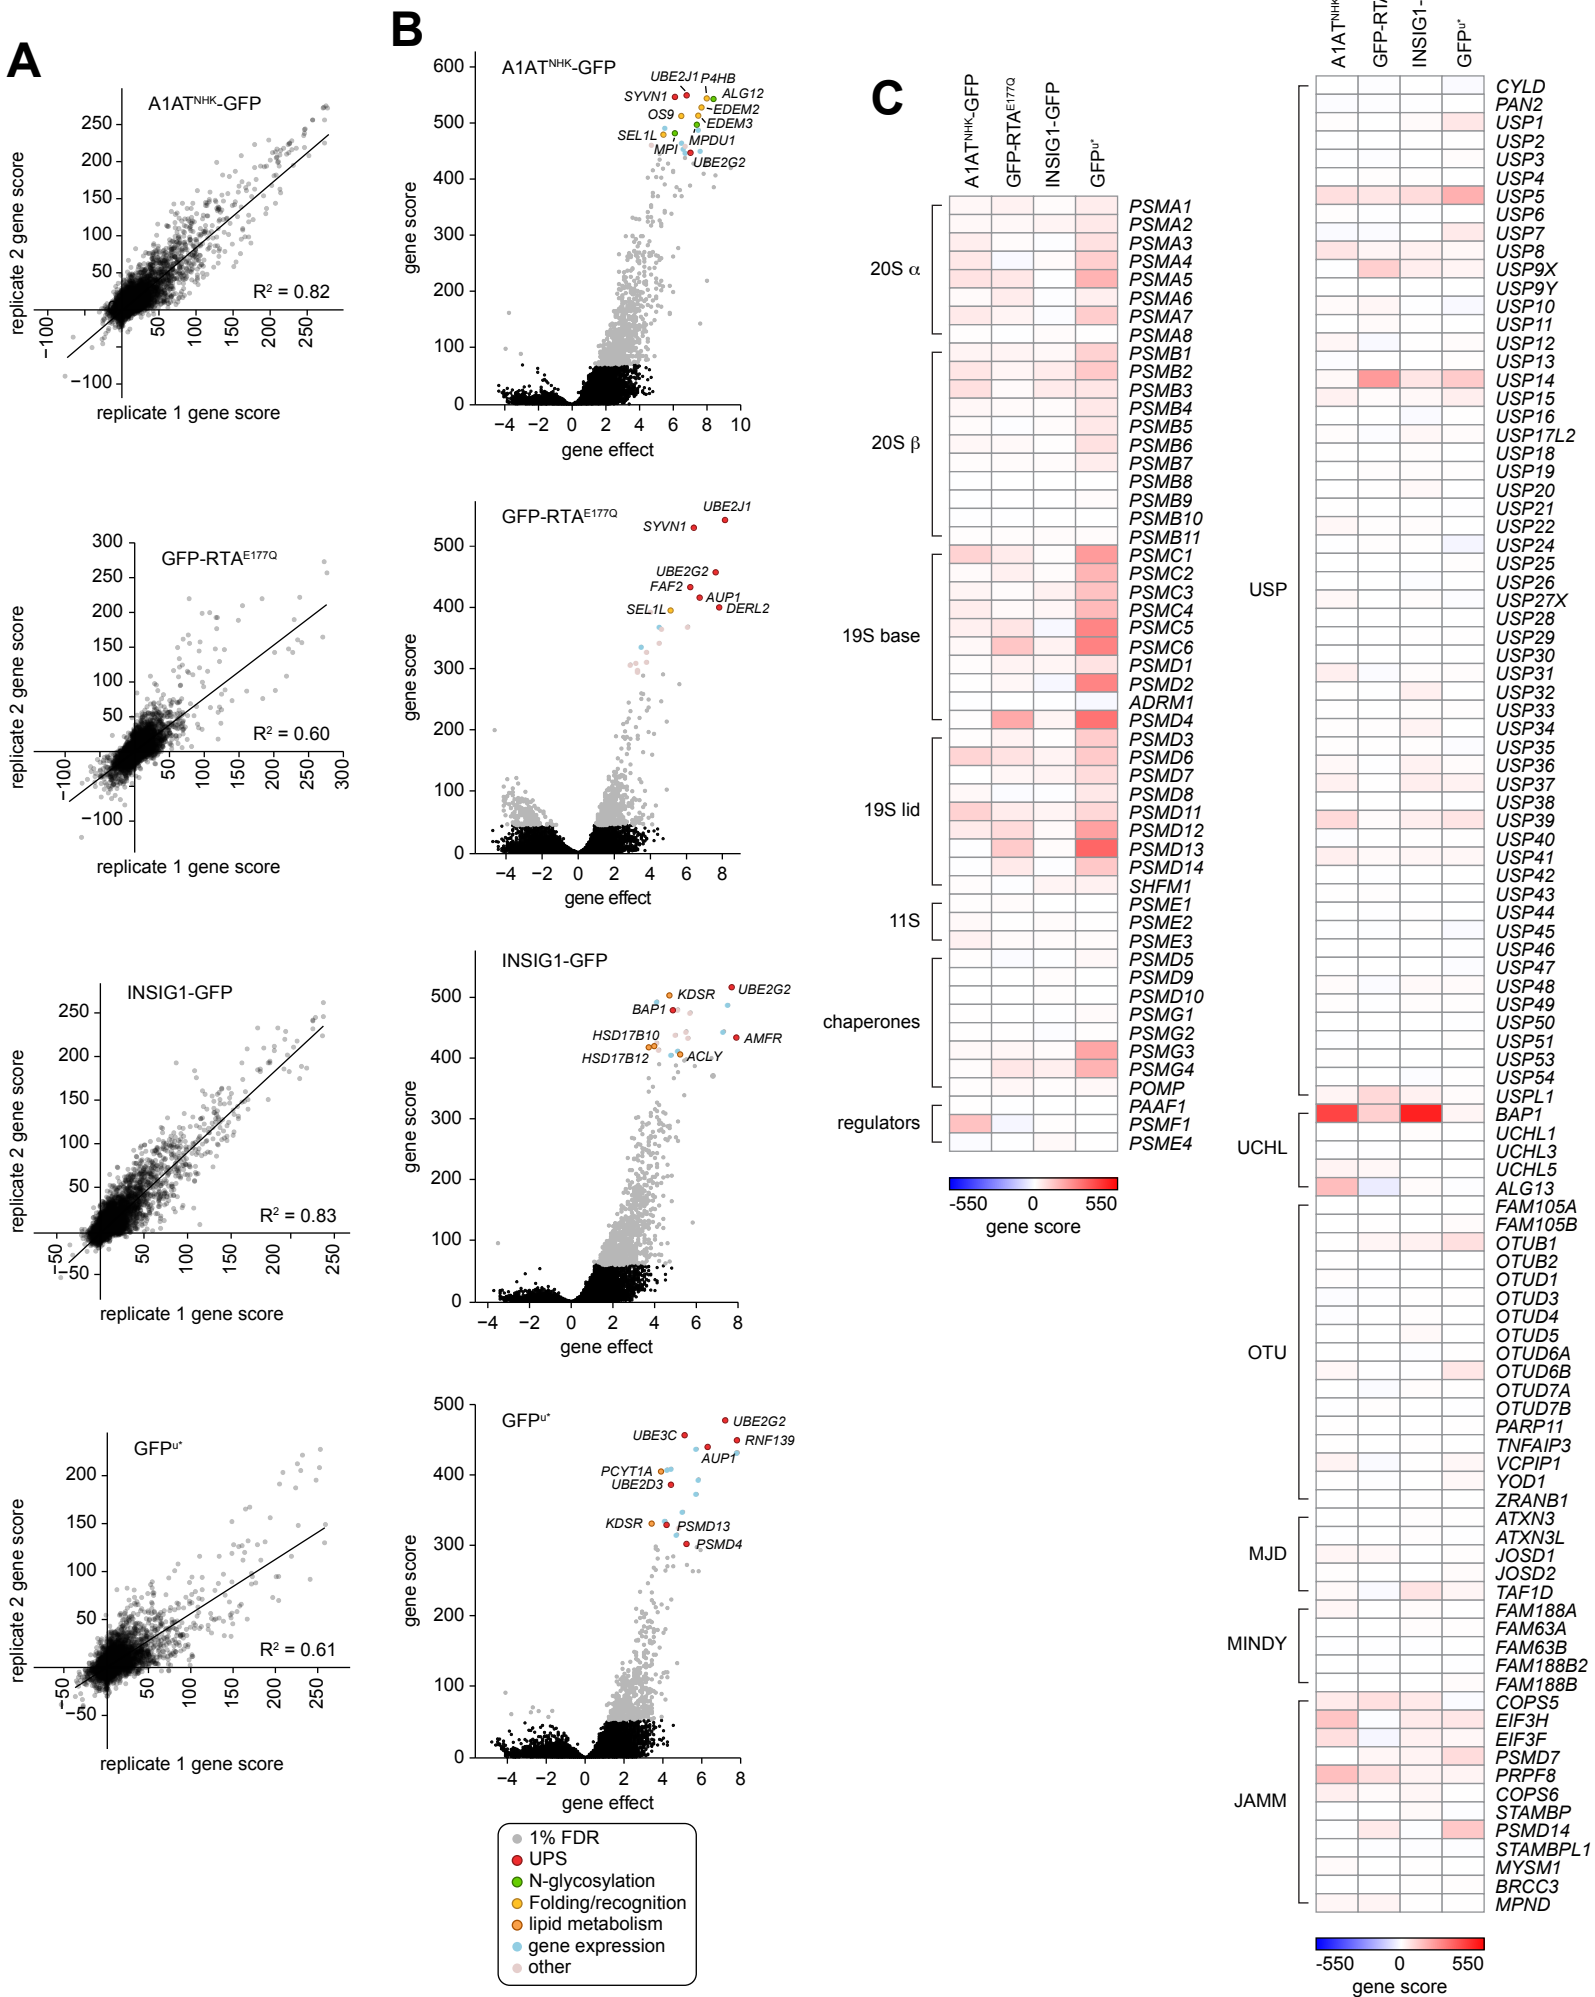 A
A1AT^NHK-GFP
replicate 2 gene score
250
200
150
100
50
−100
−100
50
100
150
200
250
R² = 0.82
replicate 1 gene score
GFP-RTA^E177Q
replicate 2 gene score
300
250
200
150
100
50
−100
−100
50
100
150
200
250
300
R² = 0.60
replicate 1 gene score
INSIG1-GFP
replicate 2 gene score
250
200
150
100
50
−50
−50
50
100
150
200
250
R² = 0.83
replicate 1 gene score
GFP^u*
replicate 2 gene score
200
150
100
50
−50
−50
50
100
150
200
250
R² = 0.61
replicate 1 gene score
B
A1AT^NHK-GFP
gene score
600
500
400
300
200
100
0
−4 −2 0 2 4 6 8 10
gene effect
UBE2J1
P4HB
SYVN1
ALG12
OS9
EDEM2
EDEM3
SEL1L
MPI
MPDU1
UBE2G2
GFP-RTA^E177Q
gene score
500
400
300
200
100
0
−4 −2 0 2 4 6 8
gene effect
UBE2J1
SYVN1
UBE2G2
FAF2
AUP1
SEL1L
DERL2
INSIG1-GFP
gene score
500
400
300
200
100
0
−4 −2 0 2 4 6 8
gene effect
KDSR
UBE2G2
BAP1
HSD17B10
AMFR
HSD17B12
ACLY
GFP^u*
gene score
500
400
300
200
100
0
−4 −2 0 2 4 6 8
gene effect
UBE2G2
UBE3C
RNF139
AUP1
PCYT1A
UBE2D3
KDSR
PSMD13
PSMD4
1% FDR
UPS
N-glycosylation
Folding/recognition
lipid metabolism
gene expression
other
C
A1AT^NHK-GFP
GFP-RTA^E177Q
INSIG1-GFP
GFP^u*
20S α
20S β
19S base
19S lid
11S
chaperones
regulators
PSMA1
PSMA2
PSMA3
PSMA4
PSMA5
PSMA6
PSMA7
PSMA8
PSMB1
PSMB2
PSMB3
PSMB4
PSMB5
PSMB6
PSMB7
PSMB8
PSMB9
PSMB10
PSMB11
PSMC1
PSMC2
PSMC3
PSMC4
PSMC5
PSMC6
PSMD1
PSMD2
ADRM1
PSMD4
PSMD3
PSMD6
PSMD7
PSMD8
PSMD11
PSMD12
PSMD13
PSMD14
SHFM1
PSME1
PSME2
PSME3
PSMD5
PSMD9
PSMD10
PSMG1
PSMG2
PSMG3
PSMG4
POMP
PAAF1
PSMF1
PSME4
-550 0 550
gene score
A1AT^NHK
GFP-RTA
INSIG1-
GFP^u*
USP
UCHL
OTU
MJD
MINDY
JAMM
CYLD
PAN2
USP1
USP2
USP3
USP4
USP5
USP6
USP7
USP8
USP9X
USP9Y
USP10
USP11
USP12
USP13
USP14
USP15
USP16
USP17L2
USP18
USP19
USP20
USP21
USP22
USP24
USP25
USP26
USP27X
USP28
USP29
USP30
USP31
USP32
USP33
USP34
USP35
USP36
USP37
USP38
USP39
USP40
USP41
USP42
USP43
USP44
USP45
USP46
USP47
USP48
USP49
USP50
USP51
USP53
USP54
USPL1
BAP1
UCHL1
UCHL3
UCHL5
ALG13
FAM105A
FAM105B
OTUB1
OTUB2
OTUD1
OTUD3
OTUD4
OTUD5
OTUD6A
OTUD6B
OTUD7A
OTUD7B
PARP11
TNFAIP3
VCPIP1
YOD1
ZRANB1
ATXN3
ATXN3L
JOSD1
JOSD2
TAF1D
FAM188A
FAM63A
FAM63B
FAM188B2
FAM188B
COPS5
EIF3H
EIF3F
PSMD7
PRPF8
COPS6
STAMBP
PSMD14
STAMBPL1
MYSM1
BRCC3
MPND
-550 0 550
gene score